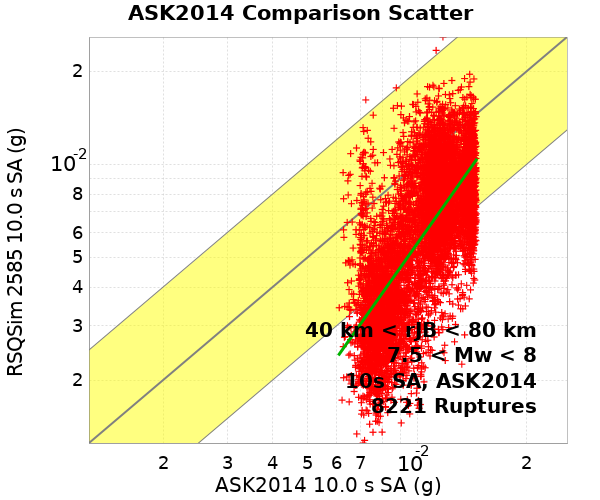 ASK2014 Comparison Scatter
RSQSim 2585 10.0 s SA (g)
2
10-2
8
6
5
4
3
2
40 km < rJB < 80 km
7.5 < Mw < 8
10s SA, ASK2014
8221 Ruptures
2 3 4 5 6 7 10-2 2
ASK2014 10.0 s SA (g)